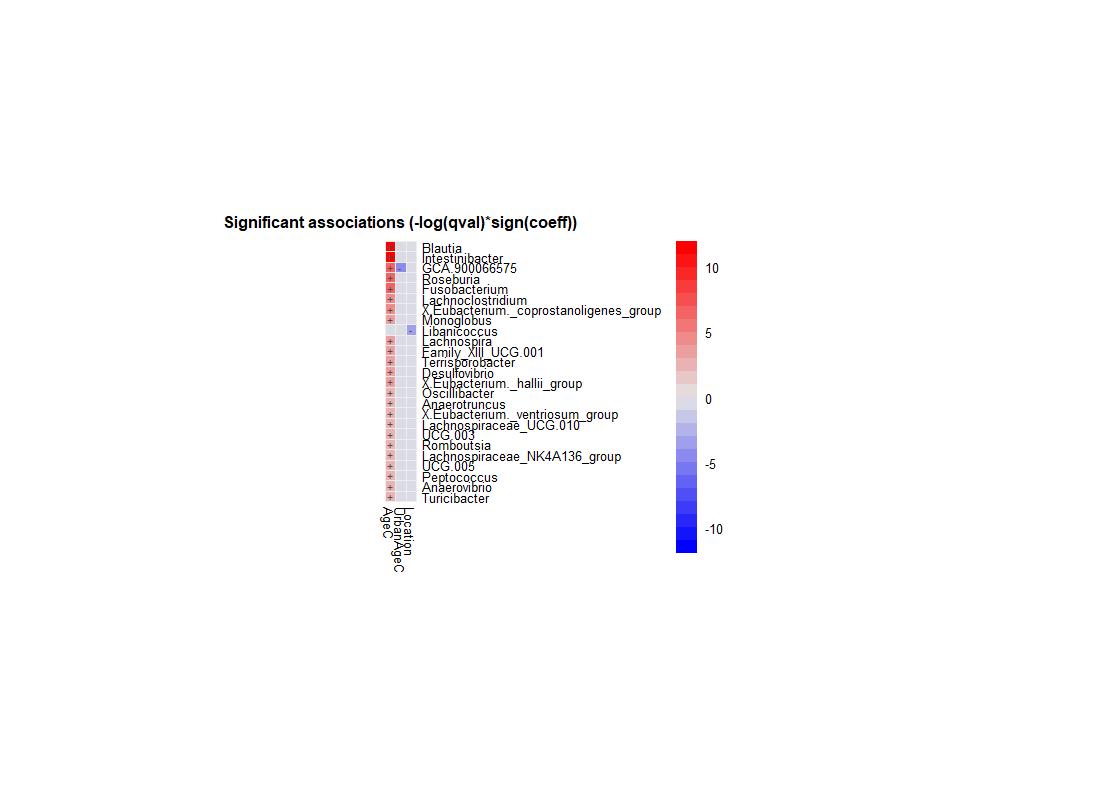 Significant associations (-log(qval)*sign(coeff))
Blautia
Intestinibacter
GCA.900066575
Roseburia
Fusobacterium
Lachnoclostridium
X.Eubacterium._coprostanoligenes_group
Monoglobus
Libanicoccus
Lachnospira
Family_XIII_UCG.001
Terrisporobacter
Desulfovibrio
X.Eubacterium._hallii_group
Oscillibacter
Anaerotruncus
X.Eubacterium._ventriosum_group
Lachnospiraceae_UCG.010
UCG.003
Romboutsia
Lachnospiraceae_NK4A136_group
UCG.005
Peptococcus
Anaerovibrio
Turicibacter
AgeC
UrbanAgeC
Location
10
5
0
-5
-10